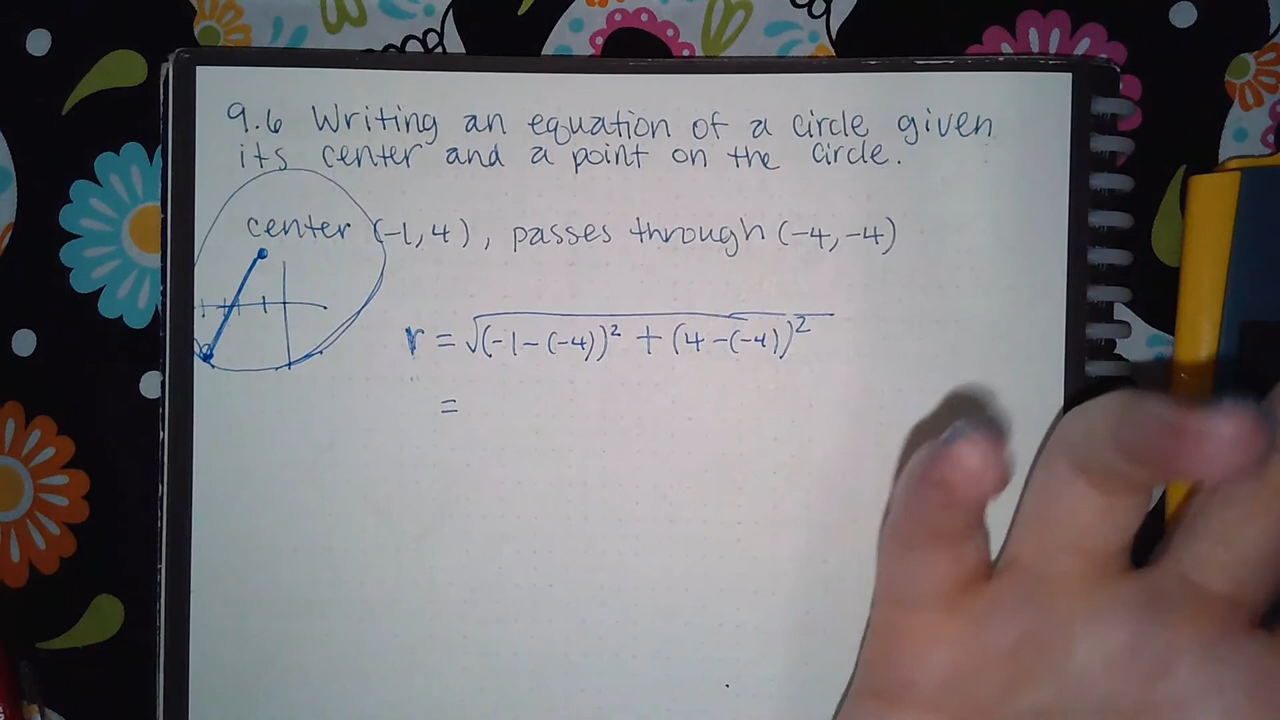 9.6 Writing an equation of a circle given
its center and a point on the circle.
center (-1,4), passes through (-4,-4)
r = √(-1-(-4))² + (4-(-4))²
=